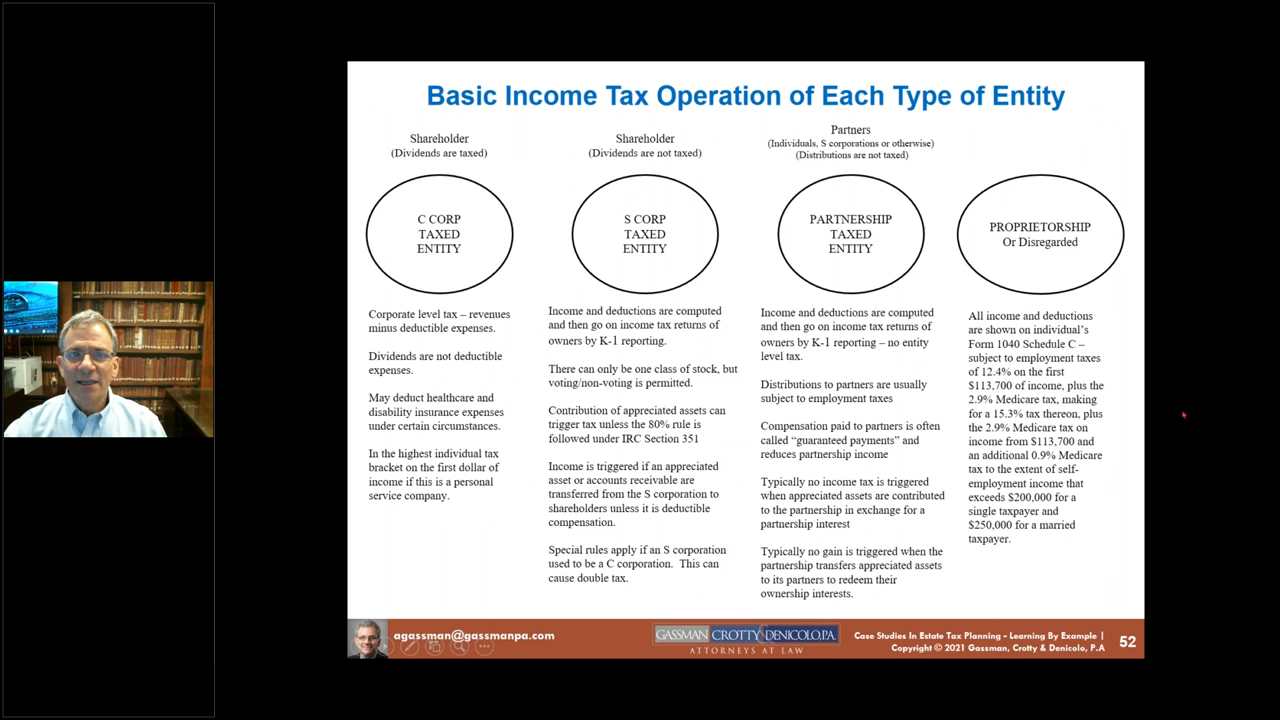 Basic Income Tax Operation of Each Type of Entity
Shareholder
(Dividends are taxed)
C CORP
TAXED
ENTITY
Corporate level tax – revenues
minus deductible expenses.
Dividends are not deductible
expenses.
May deduct healthcare and
disability insurance expenses
under certain circumstances.
In the highest individual tax
bracket on the first dollar of
income if this is a personal
service company.
Shareholder
(Dividends are not taxed)
S CORP
TAXED
ENTITY
Income and deductions are computed
and then go on income tax returns of
owners by K-1 reporting.
There can only be one class of stock, but
voting/non-voting is permitted.
Contribution of appreciated assets can
trigger tax unless the 80% rule is
followed under IRC Section 351
Income is triggered if an appreciated
asset or accounts receivable are
transferred from the S corporation to
shareholders unless it is deductible
compensation.
Special rules apply if an S corporation
used to be a C corporation. This can
cause double tax.
Partners
(Individuals, S corporations or otherwise)
(Distributions are not taxed)
PARTNERSHIP
TAXED
ENTITY
Income and deductions are computed
and then go on income tax returns of
owners by K-1 reporting – no entity
level tax.
Distributions to partners are usually
subject to employment taxes
Compensation paid to partners is often
called “guaranteed payments” and
reduces partnership income
Typically no income tax is triggered
when appreciated assets are contributed
to the partnership in exchange for a
partnership interest
Typically no gain is triggered when the
partnership transfers appreciated assets
to its partners to redeem their
ownership interests.
PROPRIETORSHIP
Or Disregarded
All income and deductions
are shown on individual’s
Form 1040 Schedule C –
subject to employment taxes
of 12.4% on the first
$113,700 of income, plus the
2.9% Medicare tax, making
for a 15.3% tax thereon, plus
the 2.9% Medicare tax on
income from $113,700 and
an additional 0.9% Medicare
tax to the extent of self-
employment income that
exceeds $200,000 for a
single taxpayer and
$250,000 for a married
taxpayer.
agassman@gassmanpa.com
GASSMAN CROTTY & DENICOLO, P.A.
ATTORNEYS AT LAW
Case Studies In Estate Tax Planning - Learning By Example |
Copyright © 2021 Gassman, Crotty & Denicolo, P.A
52